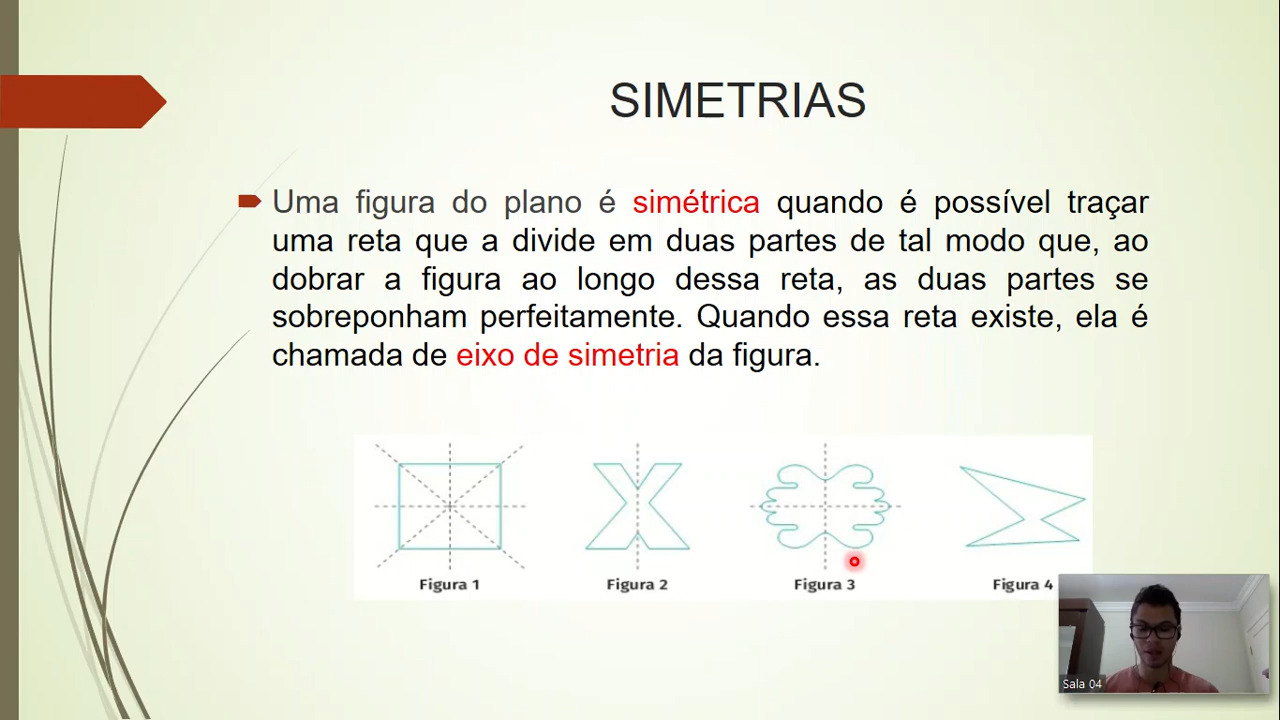 SIMETRIAS
Uma figura do plano é simétrica quando é possível traçar
uma reta que a divide em duas partes de tal modo que, ao
dobrar a figura ao longo dessa reta, as duas partes se
sobreponham perfeitamente. Quando essa reta existe, ela é
chamada de eixo de simetria da figura.
Figura 1
Figura 2
Figura 3
Figura 4
Sala 04